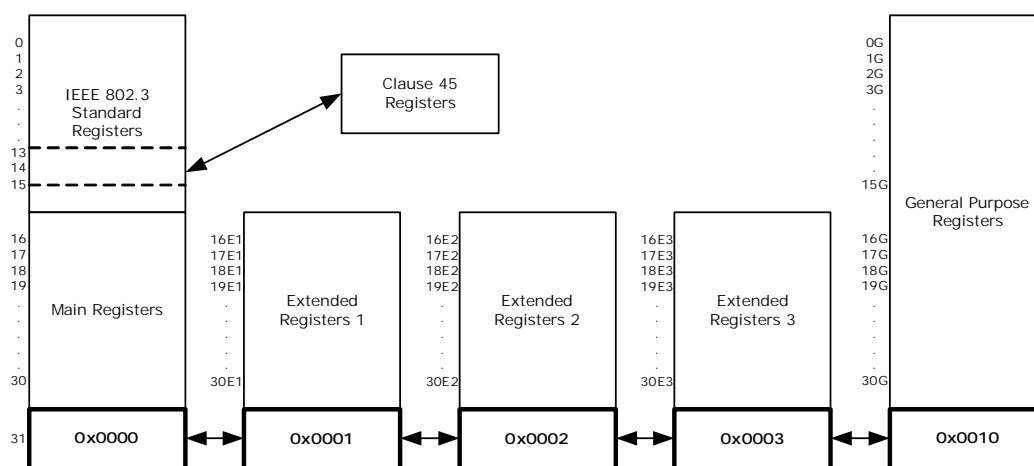 0
1
2
3
.
.
.
13
14
15
IEEE 802.3
Standard
Registers
Clause 45
Registers
16
17
18
19
.
.
.
.
.
30
Main Registers
16E1
17E1
18E1
19E1
.
.
.
.
.
30E1
Extended
Registers 1
16E2
17E2
18E2
19E2
.
.
.
.
.
30E2
Extended
Registers 2
16E3
17E3
18E3
19E3
.
.
.
.
.
30E3
Extended
Registers 3
0G
1G
2G
3G
.
.
.
.
.
15G
16G
17G
18G
19G
.
.
.
.
.
30G
General Purpose
Registers
31
0x0000
0x0001
0x0002
0x0003
0x0010